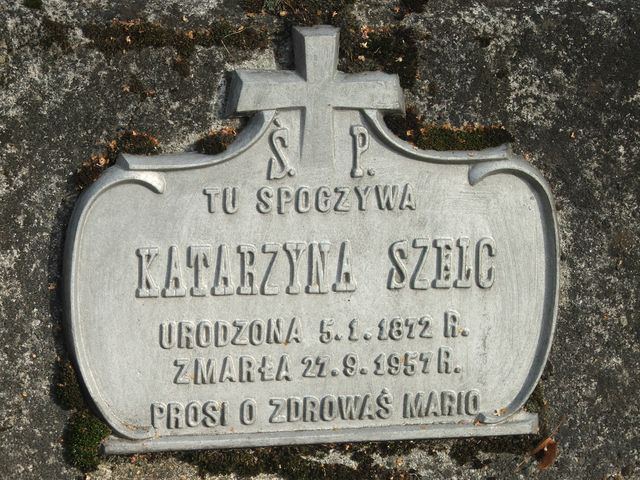 Ś. P.
TU SPOCZYWA
KATARZYNA SZELC
URODZONA 5.1.1872 R.
ZMARŁA 27.9.1957 R.
PROSI O ZDROWAŚ MARIO